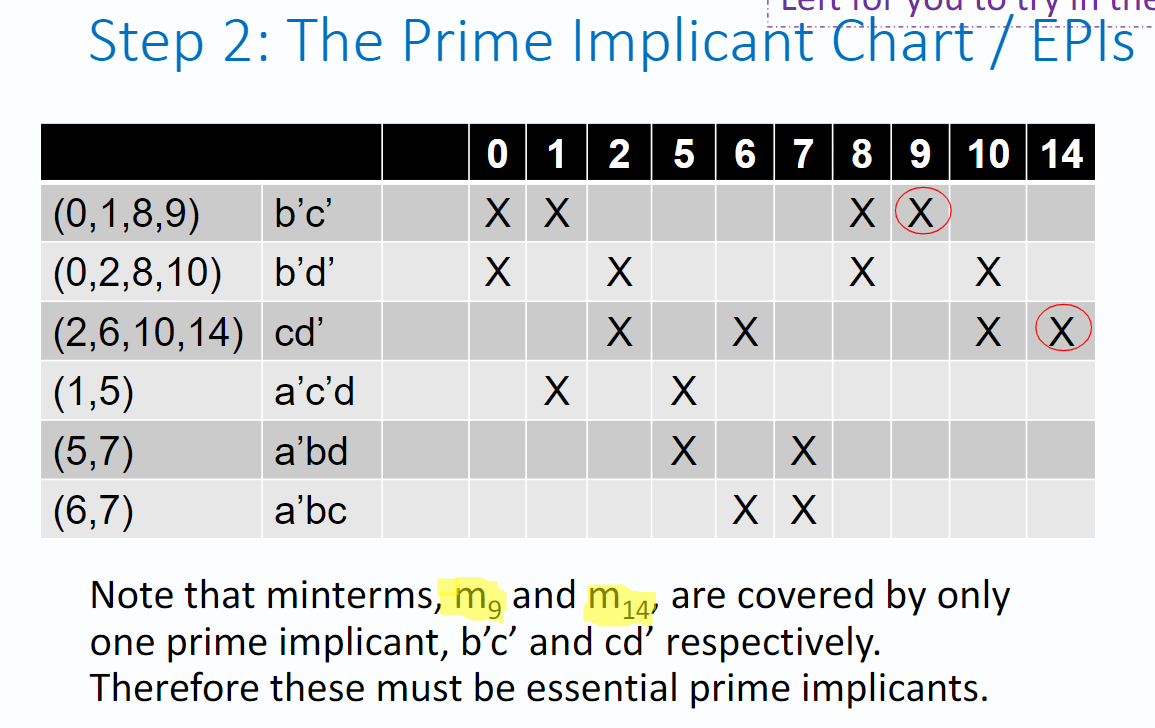 Left for you to try in the
Step 2: The Prime Implicant Chart / EPIs
0 1 2 5 6 7 8 9 10 14
(0,1,8,9) b’c’ X X X X
(0,2,8,10) b’d’ X X X X
(2,6,10,14) cd’ X X X X
(1,5) a’c’d X X
(5,7) a’bd X X
(6,7) a’bc X X
Note that minterms, m9 and m14, are covered by only
one prime implicant, b’c’ and cd’ respectively.
Therefore these must be essential prime implicants.